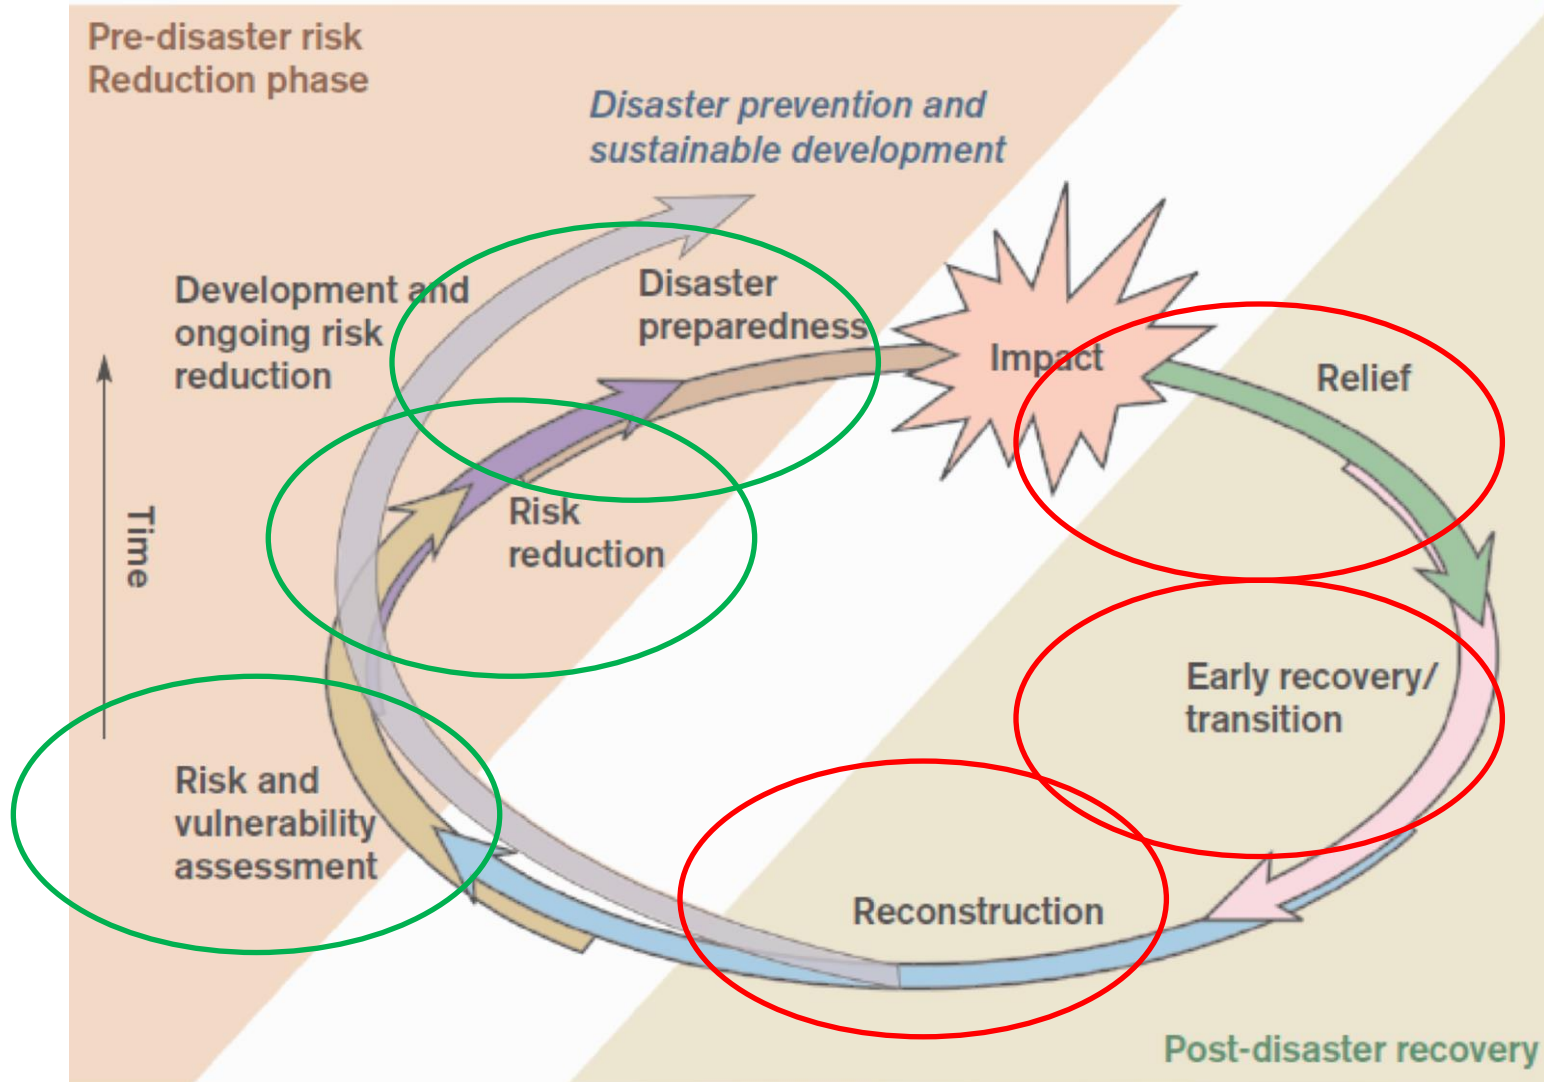 Pre-disaster risk
Reduction phase
Disaster prevention and
sustainable development
Development and
ongoing risk
reduction
Disaster
preparedness
Impact
Relief
Time
Risk
reduction
Early recovery/
transition
Risk and
vulnerability
assessment
Reconstruction
Post-disaster recovery